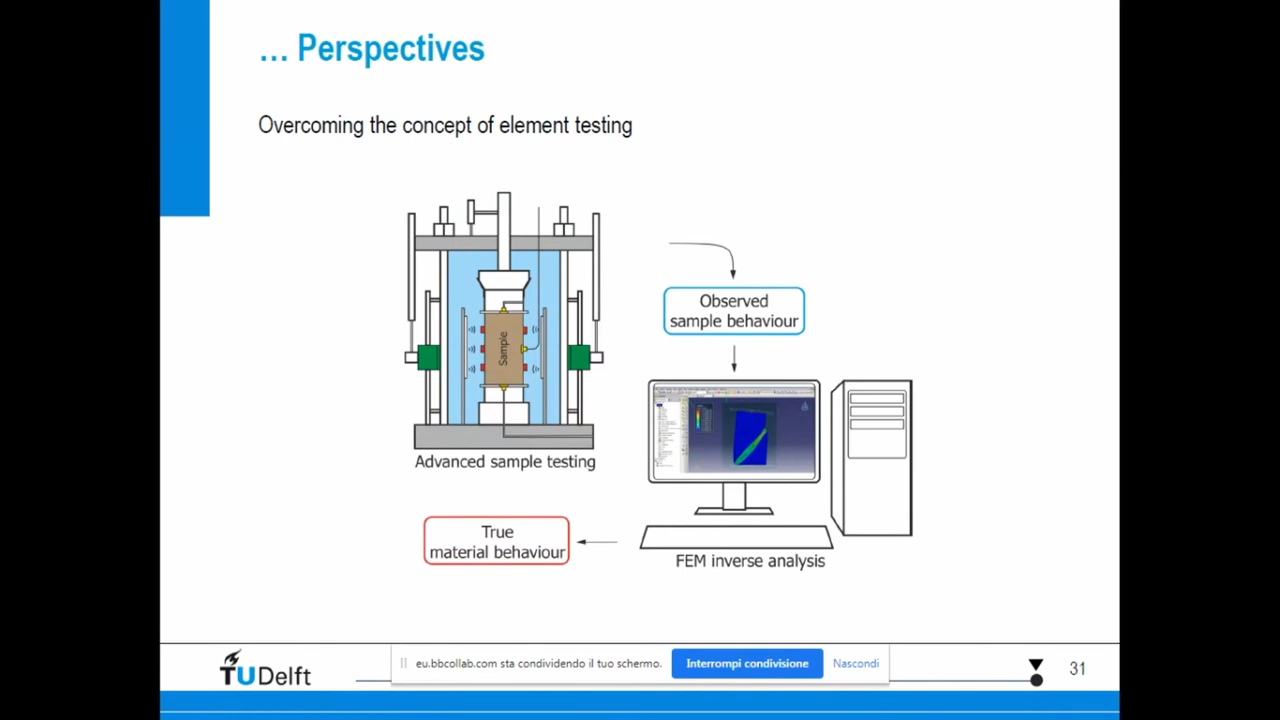 ... Perspectives
Overcoming the concept of element testing
Sample
Advanced sample testing
Observed
sample behaviour
FEM inverse analysis
True
material behaviour
TUDelft
eu.bbcollab.com sta condividendo il tuo schermo.
Interrompi condivisione
Nascondi
31